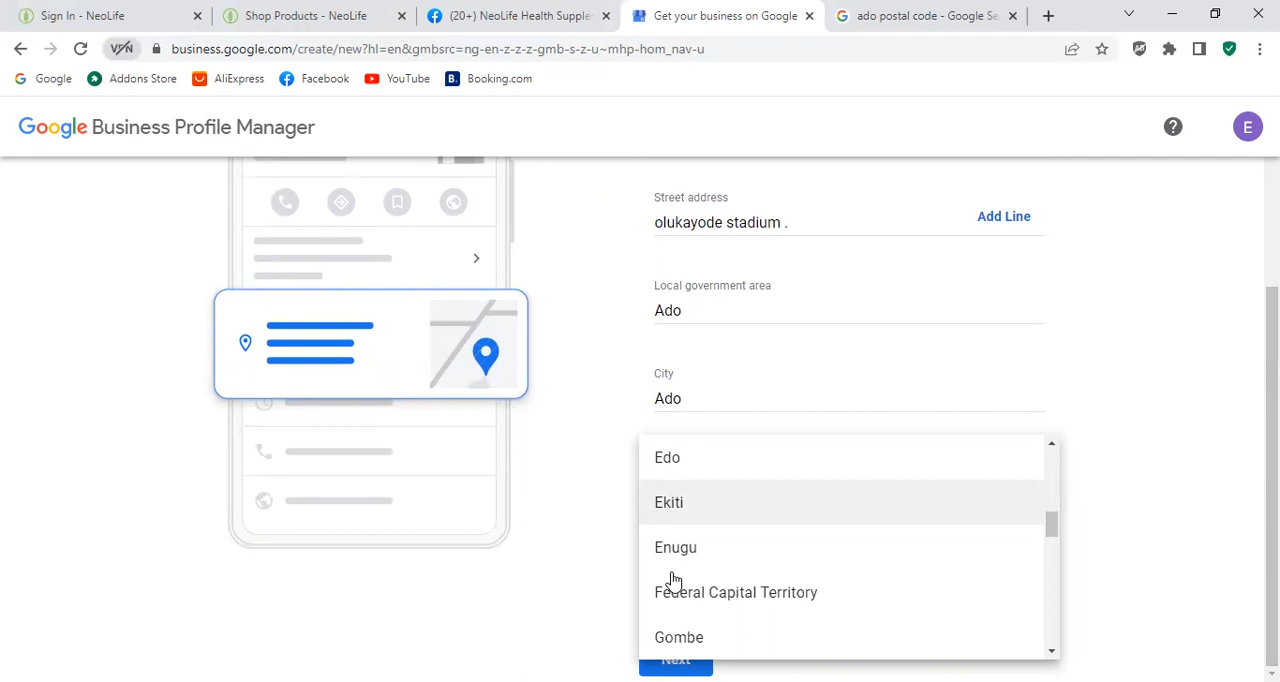 Sign In - NeoLife
Shop Products - NeoLife
(20+) NeoLife Health Supple
Get your business on Google
ado postal code - Google Se
VPN
business.google.com/create/new?hl=en&gmbsrc=ng-en-z-z-z-gmb-s-z-u~mhp-hom_nav-u
Google
Addons Store
AliExpress
Facebook
YouTube
B.
Booking.com
Google Business Profile Manager
E
Street address
olukayode stadium .
Add Line
Local government area
Ado
City
Ado
Edo
Ekiti
Enugu
Federal Capital Territory
Gombe
Next